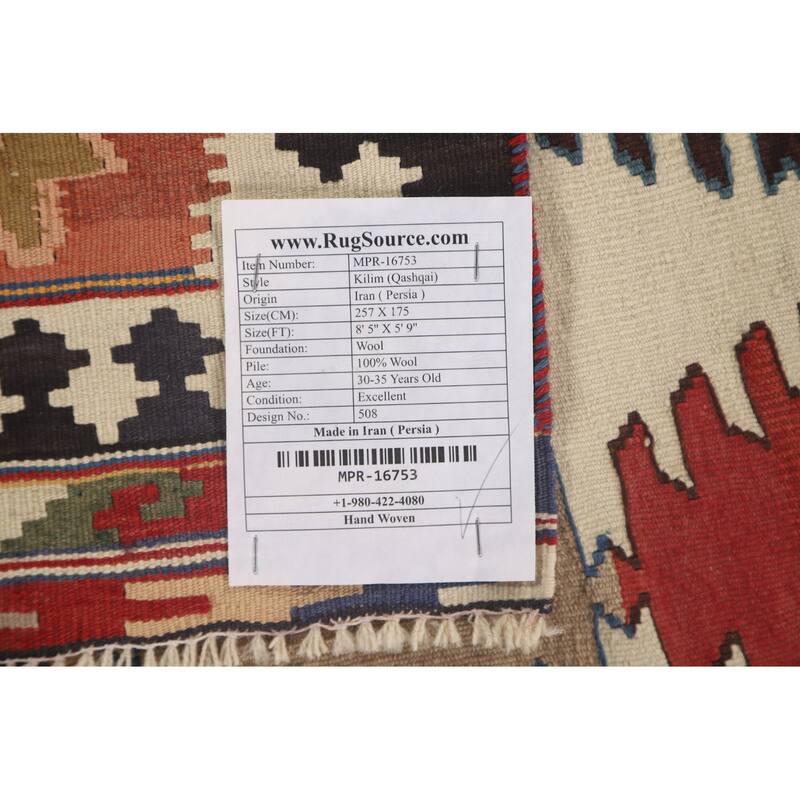 www.RugSource.com
Item Number: MPR-16753
Style Kilim (Qashqai)
Origin Iran ( Persia )
Size(CM): 257 X 175
Size(FT): 8' 5" X 5' 9"
Foundation: Wool
Pile: 100% Wool
Age: 30-35 Years Old
Condition: Excellent
Design No.: 508
Made in Iran ( Persia )
MPR-16753
+1-980-422-4080
Hand Woven